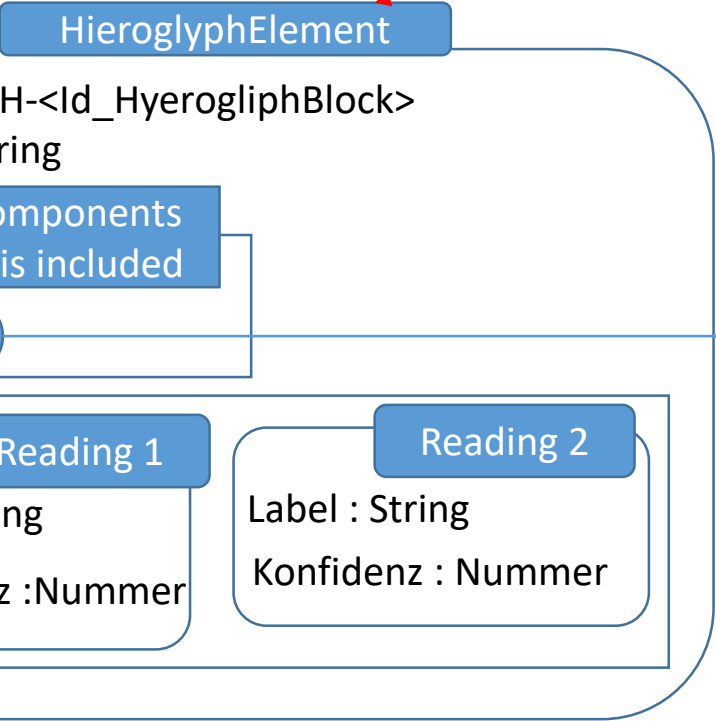 HieroglyphElement
H-<Id_HyerogliphBlock>
ring
omponents
is included
Reading 1
ng
z :Nummer
Reading 2
Label : String
Konfidenz : Nummer